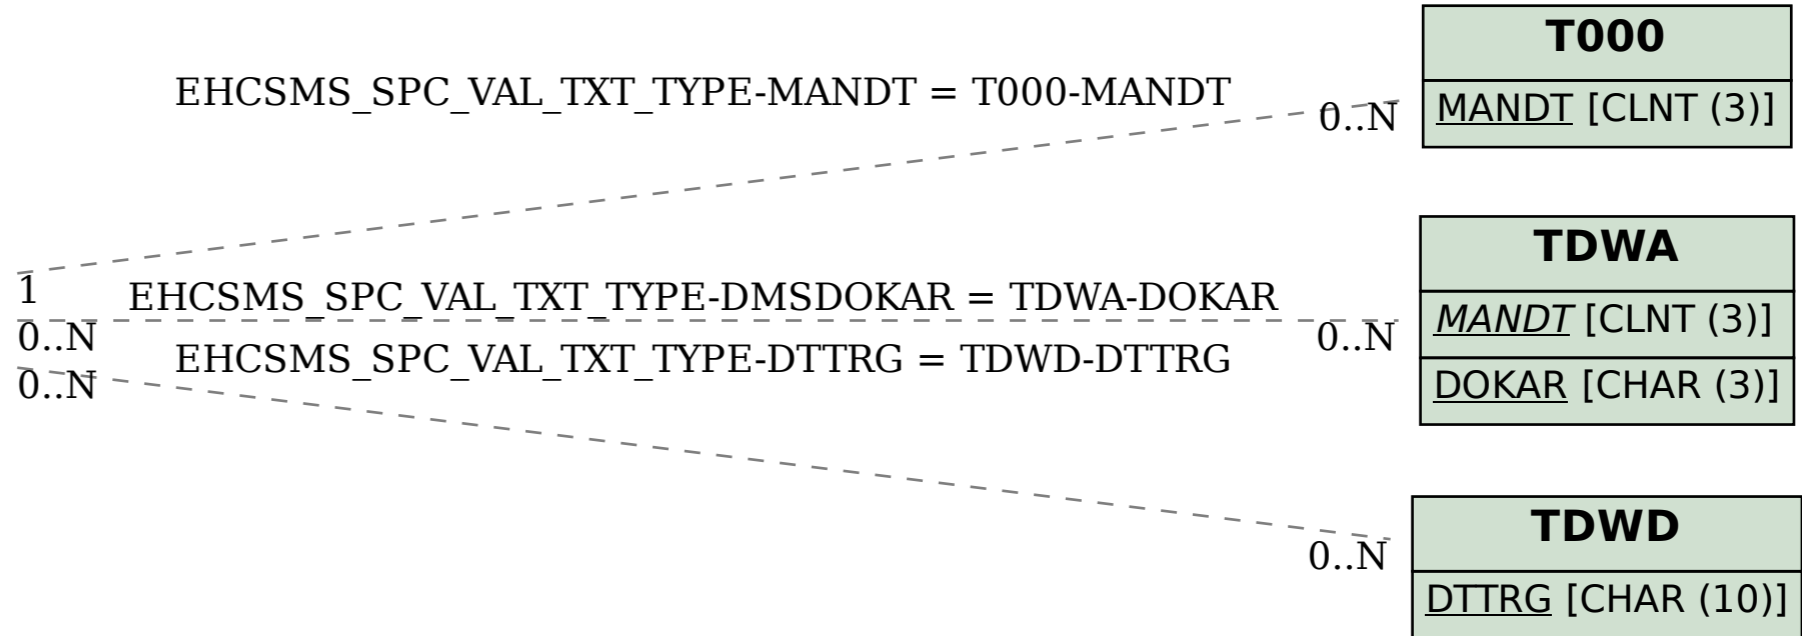 T000
EHCSMS_SPC_VAL_TXT_TYPE-MANDT = T000-MANDT
0..N
MANDT [CLNT (3)]
TDWA
1
EHCSMS_SPC_VAL_TXT_TYPE-DMSDOKAR = TDWA-DOKAR
MANDT [CLNT (3)]
0..N
0..N
EHCSMS_SPC_VAL_TXT_TYPE-DTTRG = TDWD-DTTRG
0..N
DOKAR [CHAR (3)]
TDWD
0..N
DTTRG [CHAR (10)]